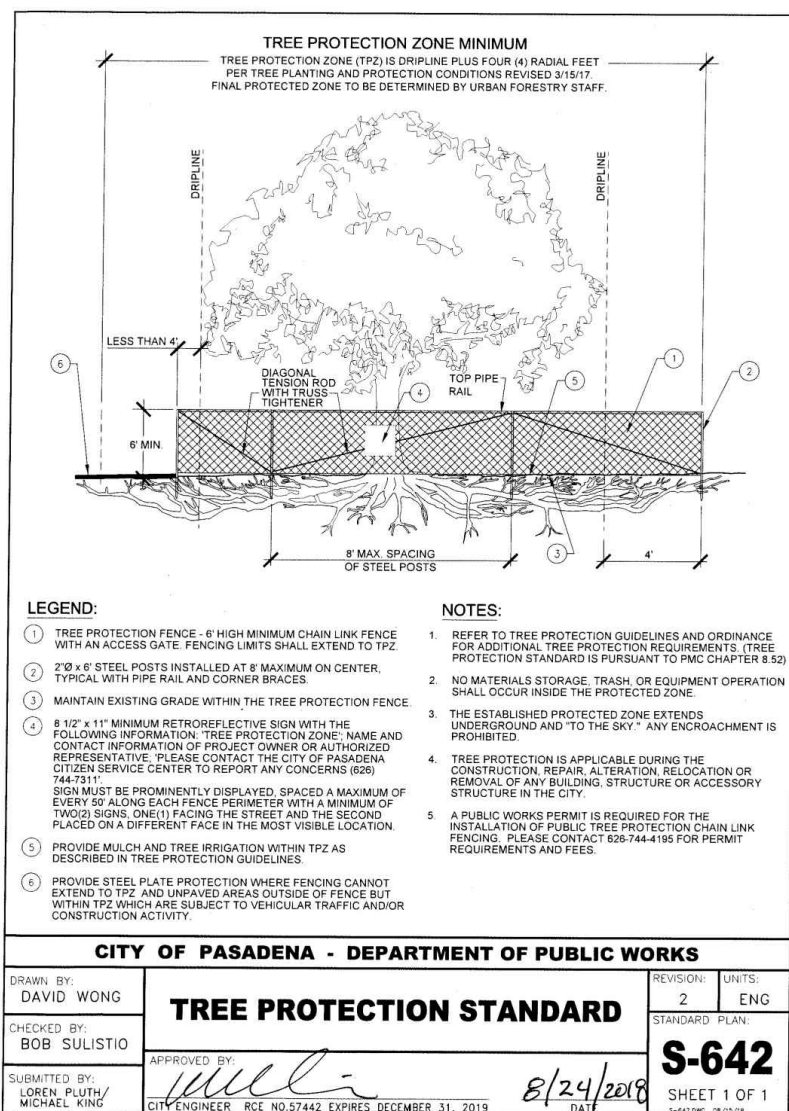 TREE PROTECTION ZONE MINIMUM
TREE PROTECTION ZONE (TPZ) IS DRIPLINE PLUS FOUR (4) RADIAL FEET
PER TREE PLANTING AND PROTECTION CONDITIONS REVISED 3/15/17.
FINAL PROTECTED ZONE TO BE DETERMINED BY URBAN FORESTRY STAFF.
DRIPLINE
DRIPLINE
LESS THAN 4'
6
DIAGONAL
TENSION ROD
WITH TRUSS
TIGHTENER
4
TOP PIPE
RAIL
5
1
2
6' MIN.
8' MAX. SPACING
OF STEEL POSTS
3
4'
LEGEND:
1 TREE PROTECTION FENCE - 6' HIGH MINIMUM CHAIN LINK FENCE
WITH AN ACCESS GATE. FENCING LIMITS SHALL EXTEND TO TPZ.
2 2"Ø x 6' STEEL POSTS INSTALLED AT 8' MAXIMUM ON CENTER,
TYPICAL WITH PIPE RAIL AND CORNER BRACES.
3 MAINTAIN EXISTING GRADE WITHIN THE TREE PROTECTION FENCE.
4 8 1/2" x 11" MINIMUM RETROREFLECTIVE SIGN WITH THE
FOLLOWING INFORMATION: 'TREE PROTECTION ZONE'; NAME AND
CONTACT INFORMATION OF PROJECT OWNER OR AUTHORIZED
REPRESENTATIVE; 'PLEASE CONTACT THE CITY OF PASADENA
CITIZEN SERVICE CENTER TO REPORT ANY CONCERNS (626)
744-7311'.
SIGN MUST BE PROMINENTLY DISPLAYED, SPACED A MAXIMUM OF
EVERY 50' ALONG EACH FENCE PERIMETER WITH A MINIMUM OF
TWO(2) SIGNS, ONE(1) FACING THE STREET AND THE SECOND
PLACED ON A DIFFERENT FACE IN THE MOST VISIBLE LOCATION.
5 PROVIDE MULCH AND TREE IRRIGATION WITHIN TPZ AS
DESCRIBED IN TREE PROTECTION GUIDELINES.
6 PROVIDE STEEL PLATE PROTECTION WHERE FENCING CANNOT
EXTEND TO TPZ AND UNPAVED AREAS OUTSIDE OF FENCE BUT
WITHIN TPZ WHICH ARE SUBJECT TO VEHICULAR TRAFFIC AND/OR
CONSTRUCTION ACTIVITY.
NOTES:
1. REFER TO TREE PROTECTION GUIDELINES AND ORDINANCE
FOR ADDITIONAL TREE PROTECTION REQUIREMENTS. (TREE
PROTECTION STANDARD IS PURSUANT TO PMC CHAPTER 8.52)
2. NO MATERIALS STORAGE, TRASH, OR EQUIPMENT OPERATION
SHALL OCCUR INSIDE THE PROTECTED ZONE.
3. THE ESTABLISHED PROTECTED ZONE EXTENDS
UNDERGROUND AND "TO THE SKY." ANY ENCROACHMENT IS
PROHIBITED.
4. TREE PROTECTION IS APPLICABLE DURING THE
CONSTRUCTION, REPAIR, ALTERATION, RELOCATION OR
REMOVAL OF ANY BUILDING, STRUCTURE OR ACCESSORY
STRUCTURE IN THE CITY.
5. A PUBLIC WORKS PERMIT IS REQUIRED FOR THE
INSTALLATION OF PUBLIC TREE PROTECTION CHAIN LINK
FENCING. PLEASE CONTACT 626-744-4195 FOR PERMIT
REQUIREMENTS AND FEES.
CITY OF PASADENA - DEPARTMENT OF PUBLIC WORKS
DRAWN BY:
DAVID WONG
CHECKED BY:
BOB SULISTIO
SUBMITTED BY:
LOREN PLUTH/
MICHAEL KING
TREE PROTECTION STANDARD
APPROVED BY:
8/24/2018
CITY ENGINEER RCE NO.57442 EXPIRES DECEMBER 31, 2019 DATE
REVISION:
2
UNITS:
ENG
STANDARD PLAN:
S-642
SHEET 1 OF 1